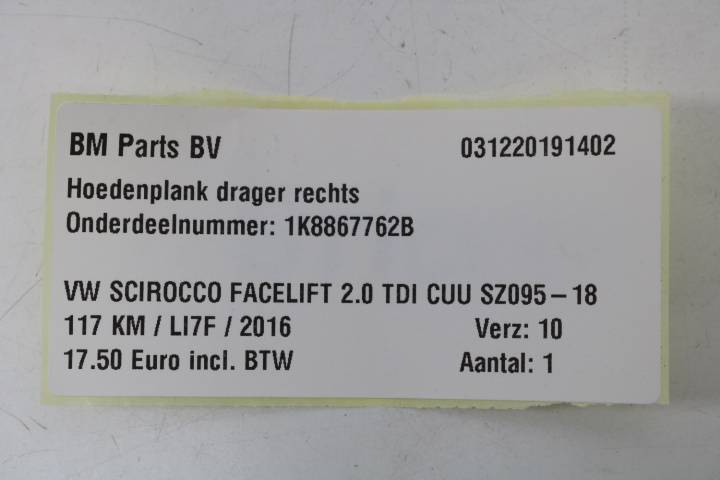 BM Parts BV 031220191402
Hoedenplank drager rechts
Onderdeelnummer: 1K8867762B
VW SCIROCCO FACELIFT 2.0 TDI CUU SZ095-18
117 KM / LI7F / 2016 Verz: 10
17.50 Euro incl. BTW Aantal: 1